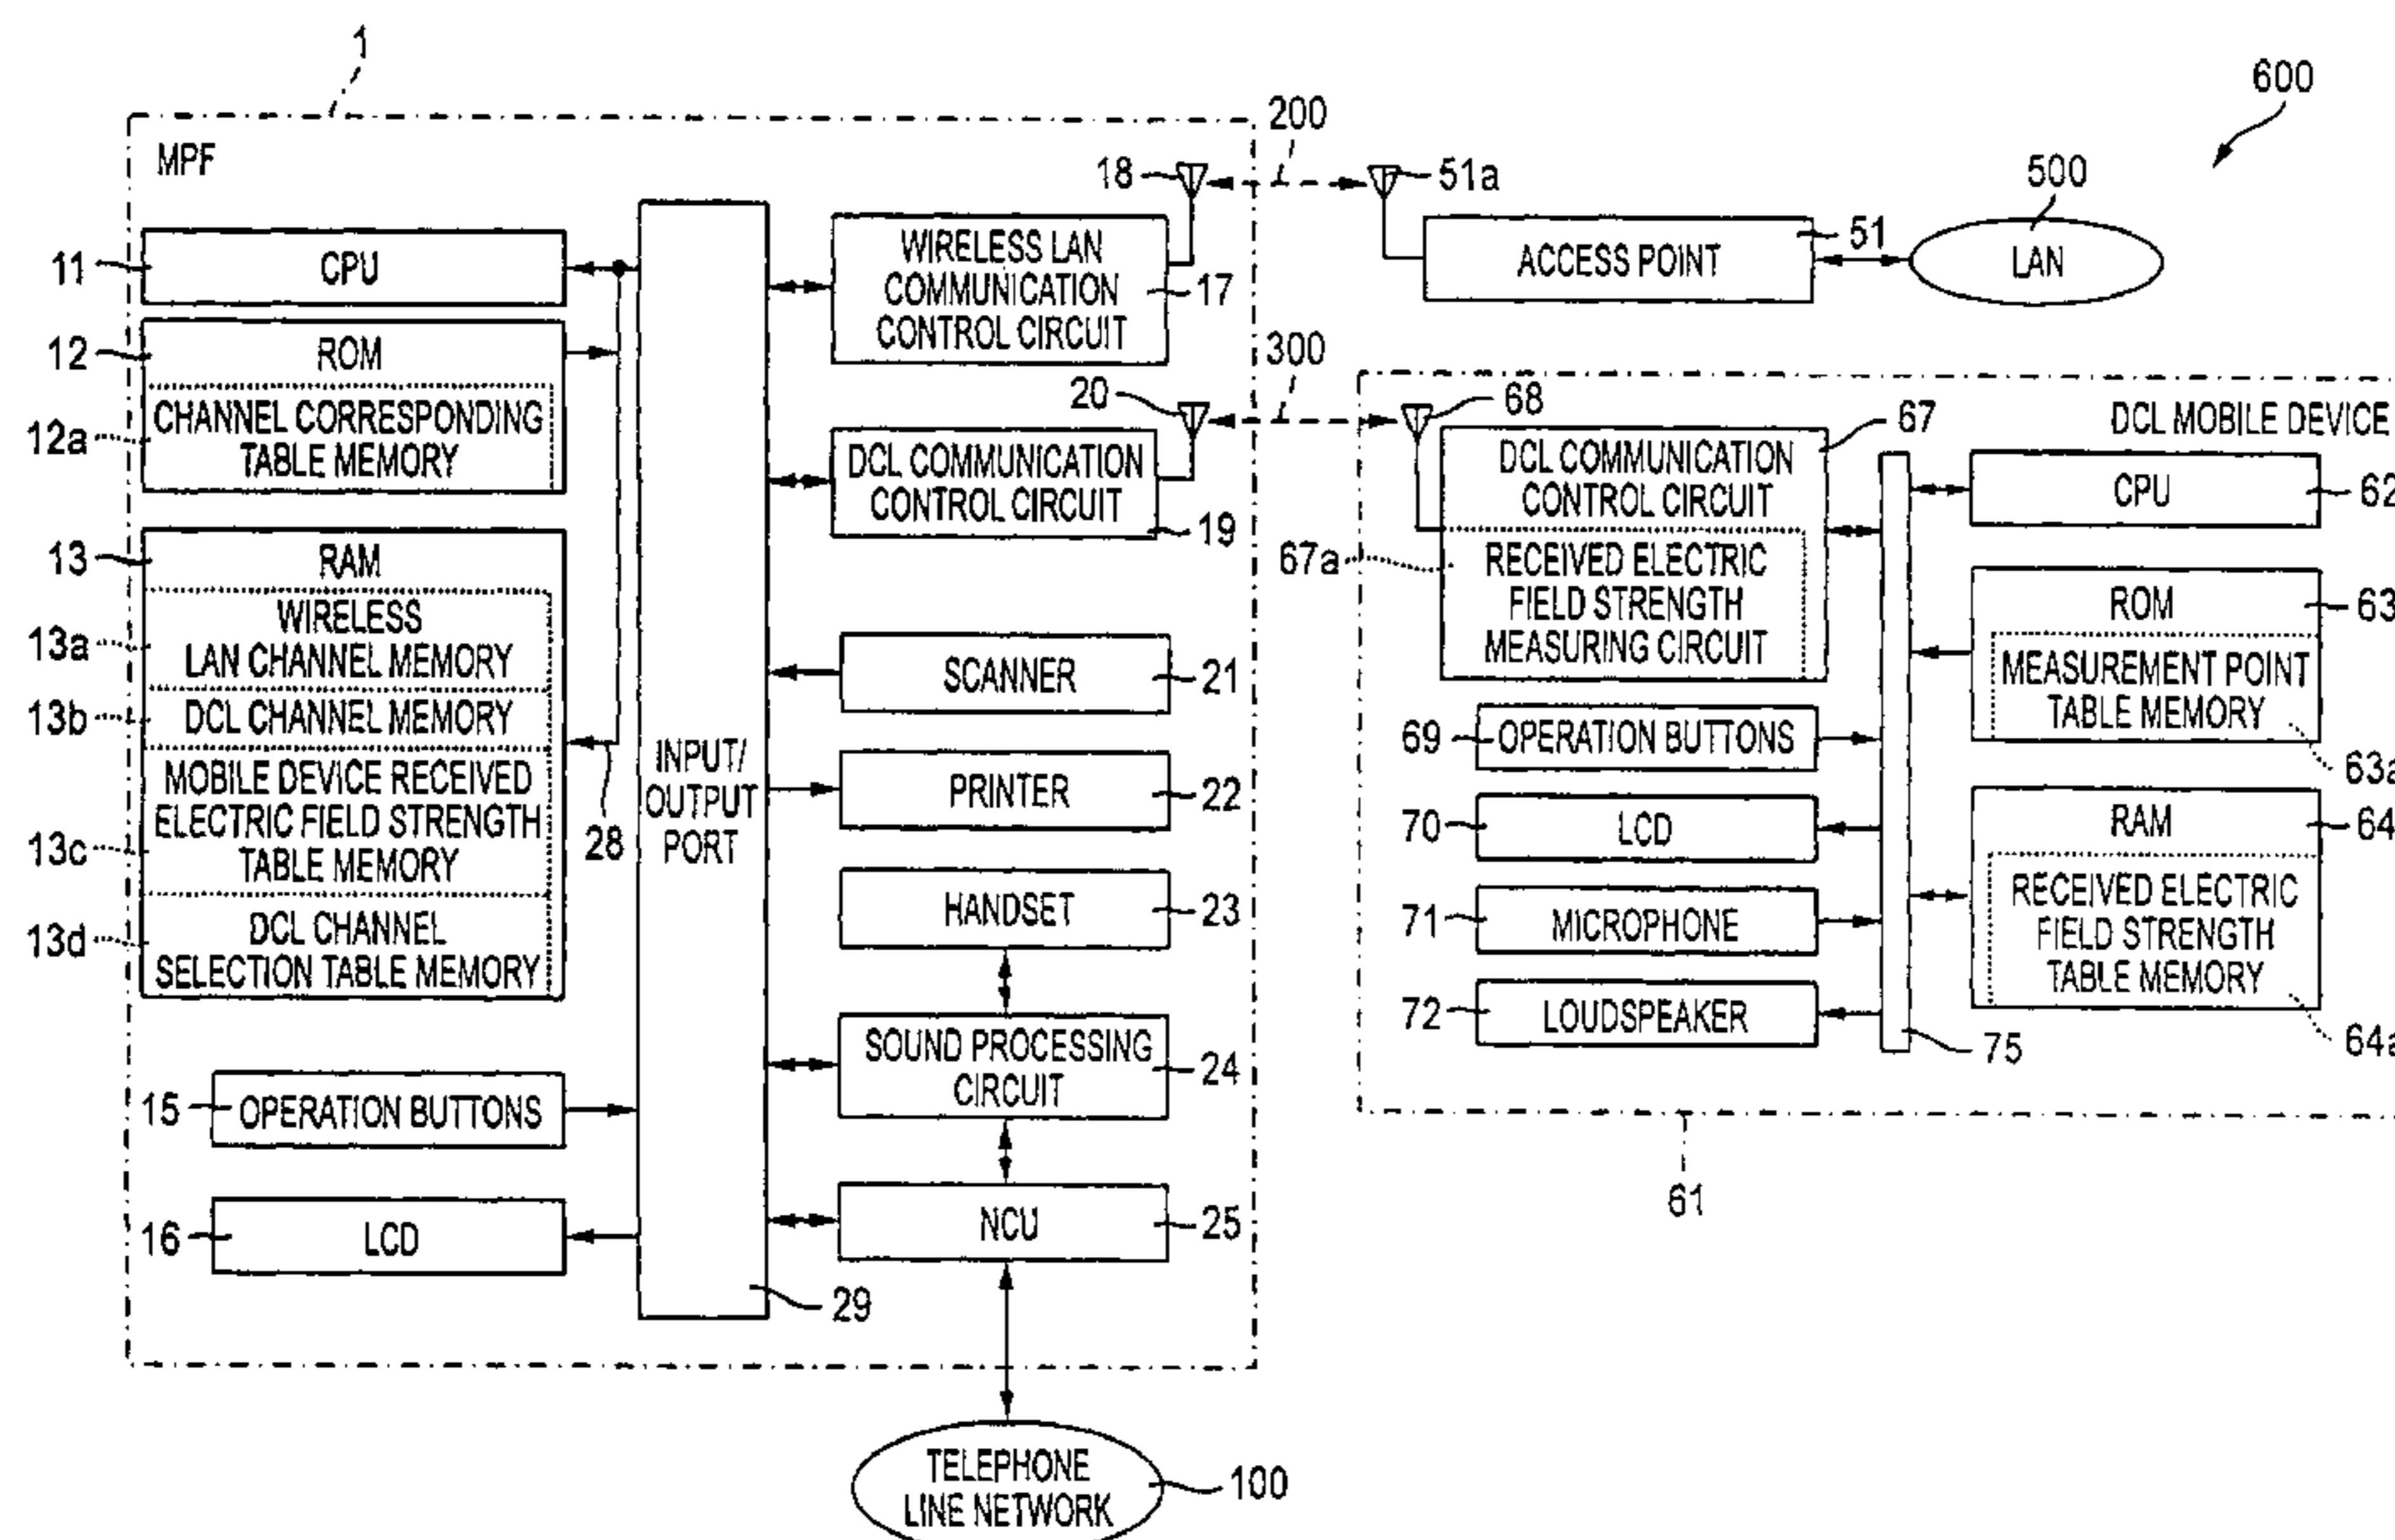 1
600
200
MPF
18
51a
500
11
CPU
WIRELESS LAN
COMMUNICATION
CONTROL CIRCUIT
17
ACCESS POINT
51
LAN
12
ROM
12a
CHANNEL CORRESPONDING
TABLE MEMORY
300
20
68
67
DCL MOBILE DEVICE
DCL COMMUNICATION
CONTROL CIRCUIT
19
DCL COMMUNICATION
CONTROL CIRCUIT
CPU
62
13
RAM
67a
RECEIVED ELECTRIC
FIELD STRENGTH
MEASURING CIRCUIT
ROM
63
13a
WIRELESS
LAN CHANNEL MEMORY
SCANNER
21
MEASUREMENT POINT
TABLE MEMORY
63a
13b
DCL CHANNEL MEMORY
69
OPERATION BUTTONS
13c
MOBILE DEVICE RECEIVED
ELECTRIC FIELD STRENGTH
TABLE MEMORY
28
INPUT/
OUTPUT
PORT
PRINTER
22
70
LCD
RAM
64
13d
DCL CHANNEL
SELECTION TABLE MEMORY
HANDSET
23
71
MICROPHONE
RECEIVED ELECTRIC
FIELD STRENGTH
TABLE MEMORY
64a
72
LOUDSPEAKER
75
SOUND PROCESSING
CIRCUIT
24
15
OPERATION BUTTONS
61
16
LCD
NCU
25
29
TELEPHONE
LINE NETWORK
100